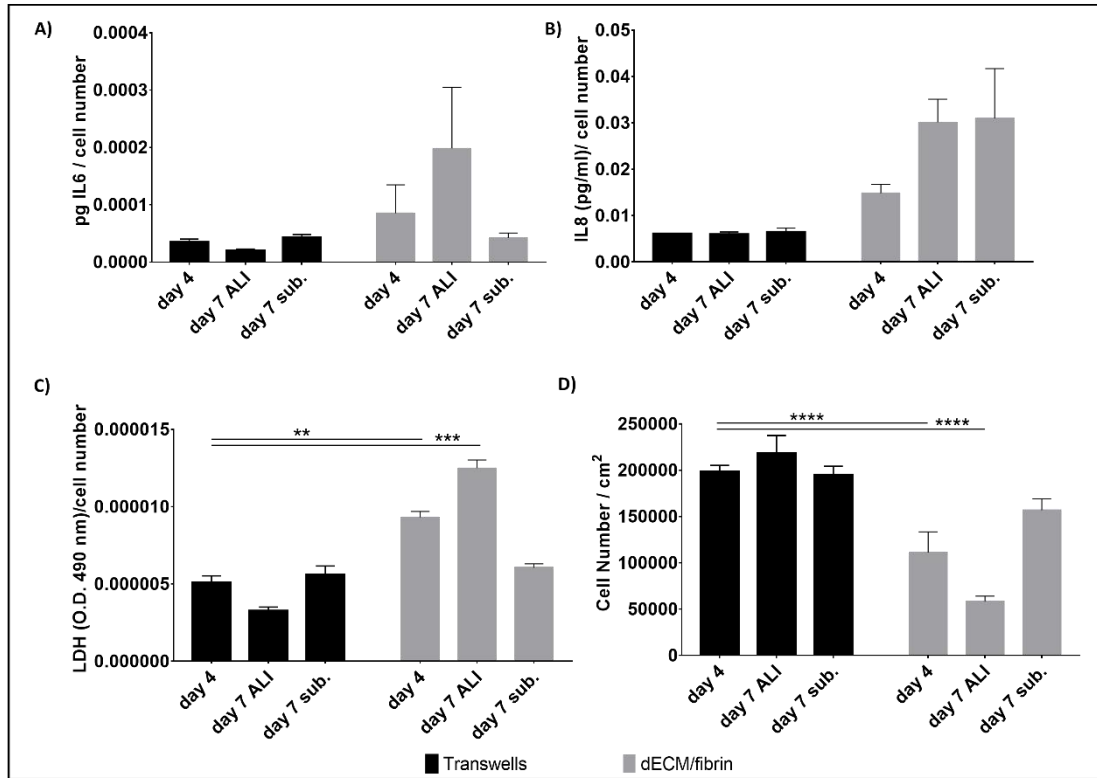 A)
pg IL6 / cell number
0.0004
0.0003
0.0002
0.0001
0.0000
day 4
day 7 ALI
day 7 sub.
day 4
day 7 ALI
day 7 sub.
B)
IL8 (pg/ml)/ cell number
0.05
0.04
0.03
0.02
0.01
0.00
day 4
day 7 ALI
day 7 sub.
day 4
day 7 ALI
day 7 sub.
C)
LDH (O.D. 490 nm)/cell number
0.000015
0.000010
0.000005
0.000000
**
***
day 4
day 7 ALI
day 7 sub.
day 4
day 7 ALI
day 7 sub.
D)
Cell Number / cm²
250000
200000
150000
100000
50000
0
****
****
day 4
day 7 ALI
day 7 sub.
day 4
day 7 ALI
day 7 sub.
Transwells
dECM/fibrin